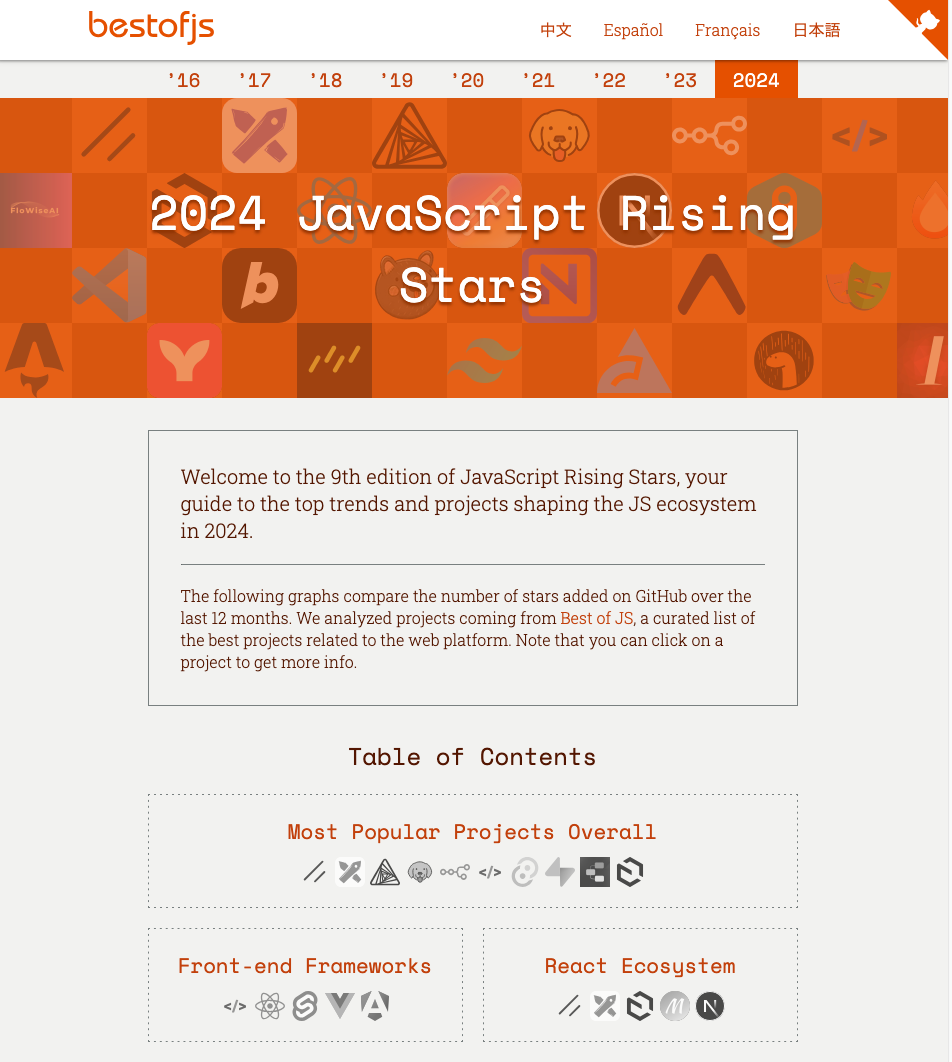 bestofjs
中文 Español Français 日本語
’16 ’17 ’18 ’19 ’20 ’21 ’22 ’23 2024
</>
FloWiseAI
2024 JavaScript Rising
Stars
Welcome to the 9th edition of JavaScript Rising Stars, your
guide to the top trends and projects shaping the JS ecosystem
in 2024.
The following graphs compare the number of stars added on GitHub over the
last 12 months. We analyzed projects coming from Best of JS, a curated list of
the best projects related to the web platform. Note that you can click on a
project to get more info.
Table of Contents
Most Popular Projects Overall
</>
Front-end Frameworks
</>
React Ecosystem
M N